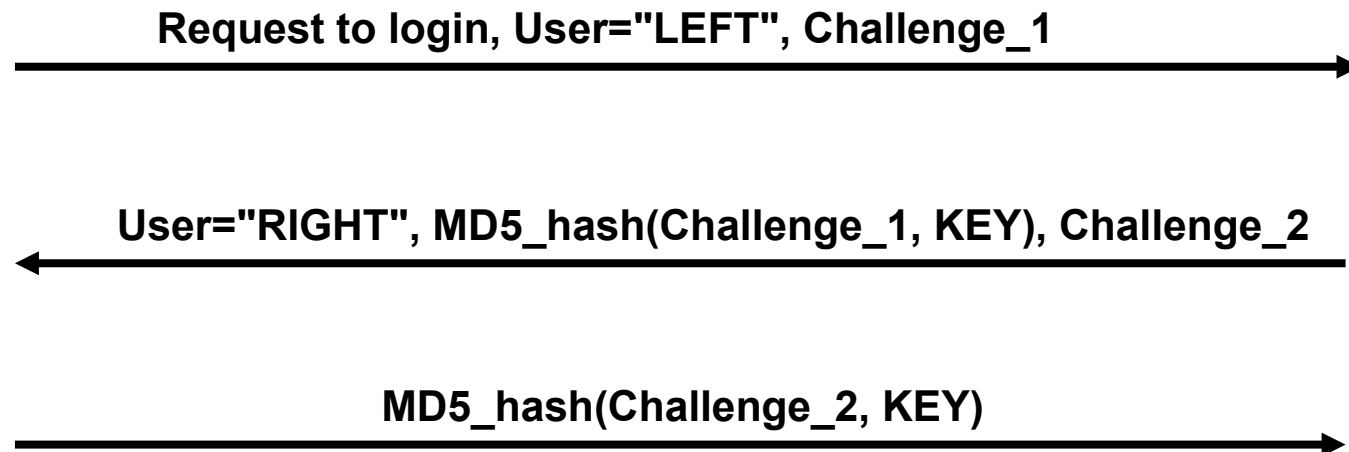 Request to login, User="LEFT", Challenge_1
User="RIGHT", MD5_hash(Challenge_1, KEY), Challenge_2
MD5_hash(Challenge_2, KEY)